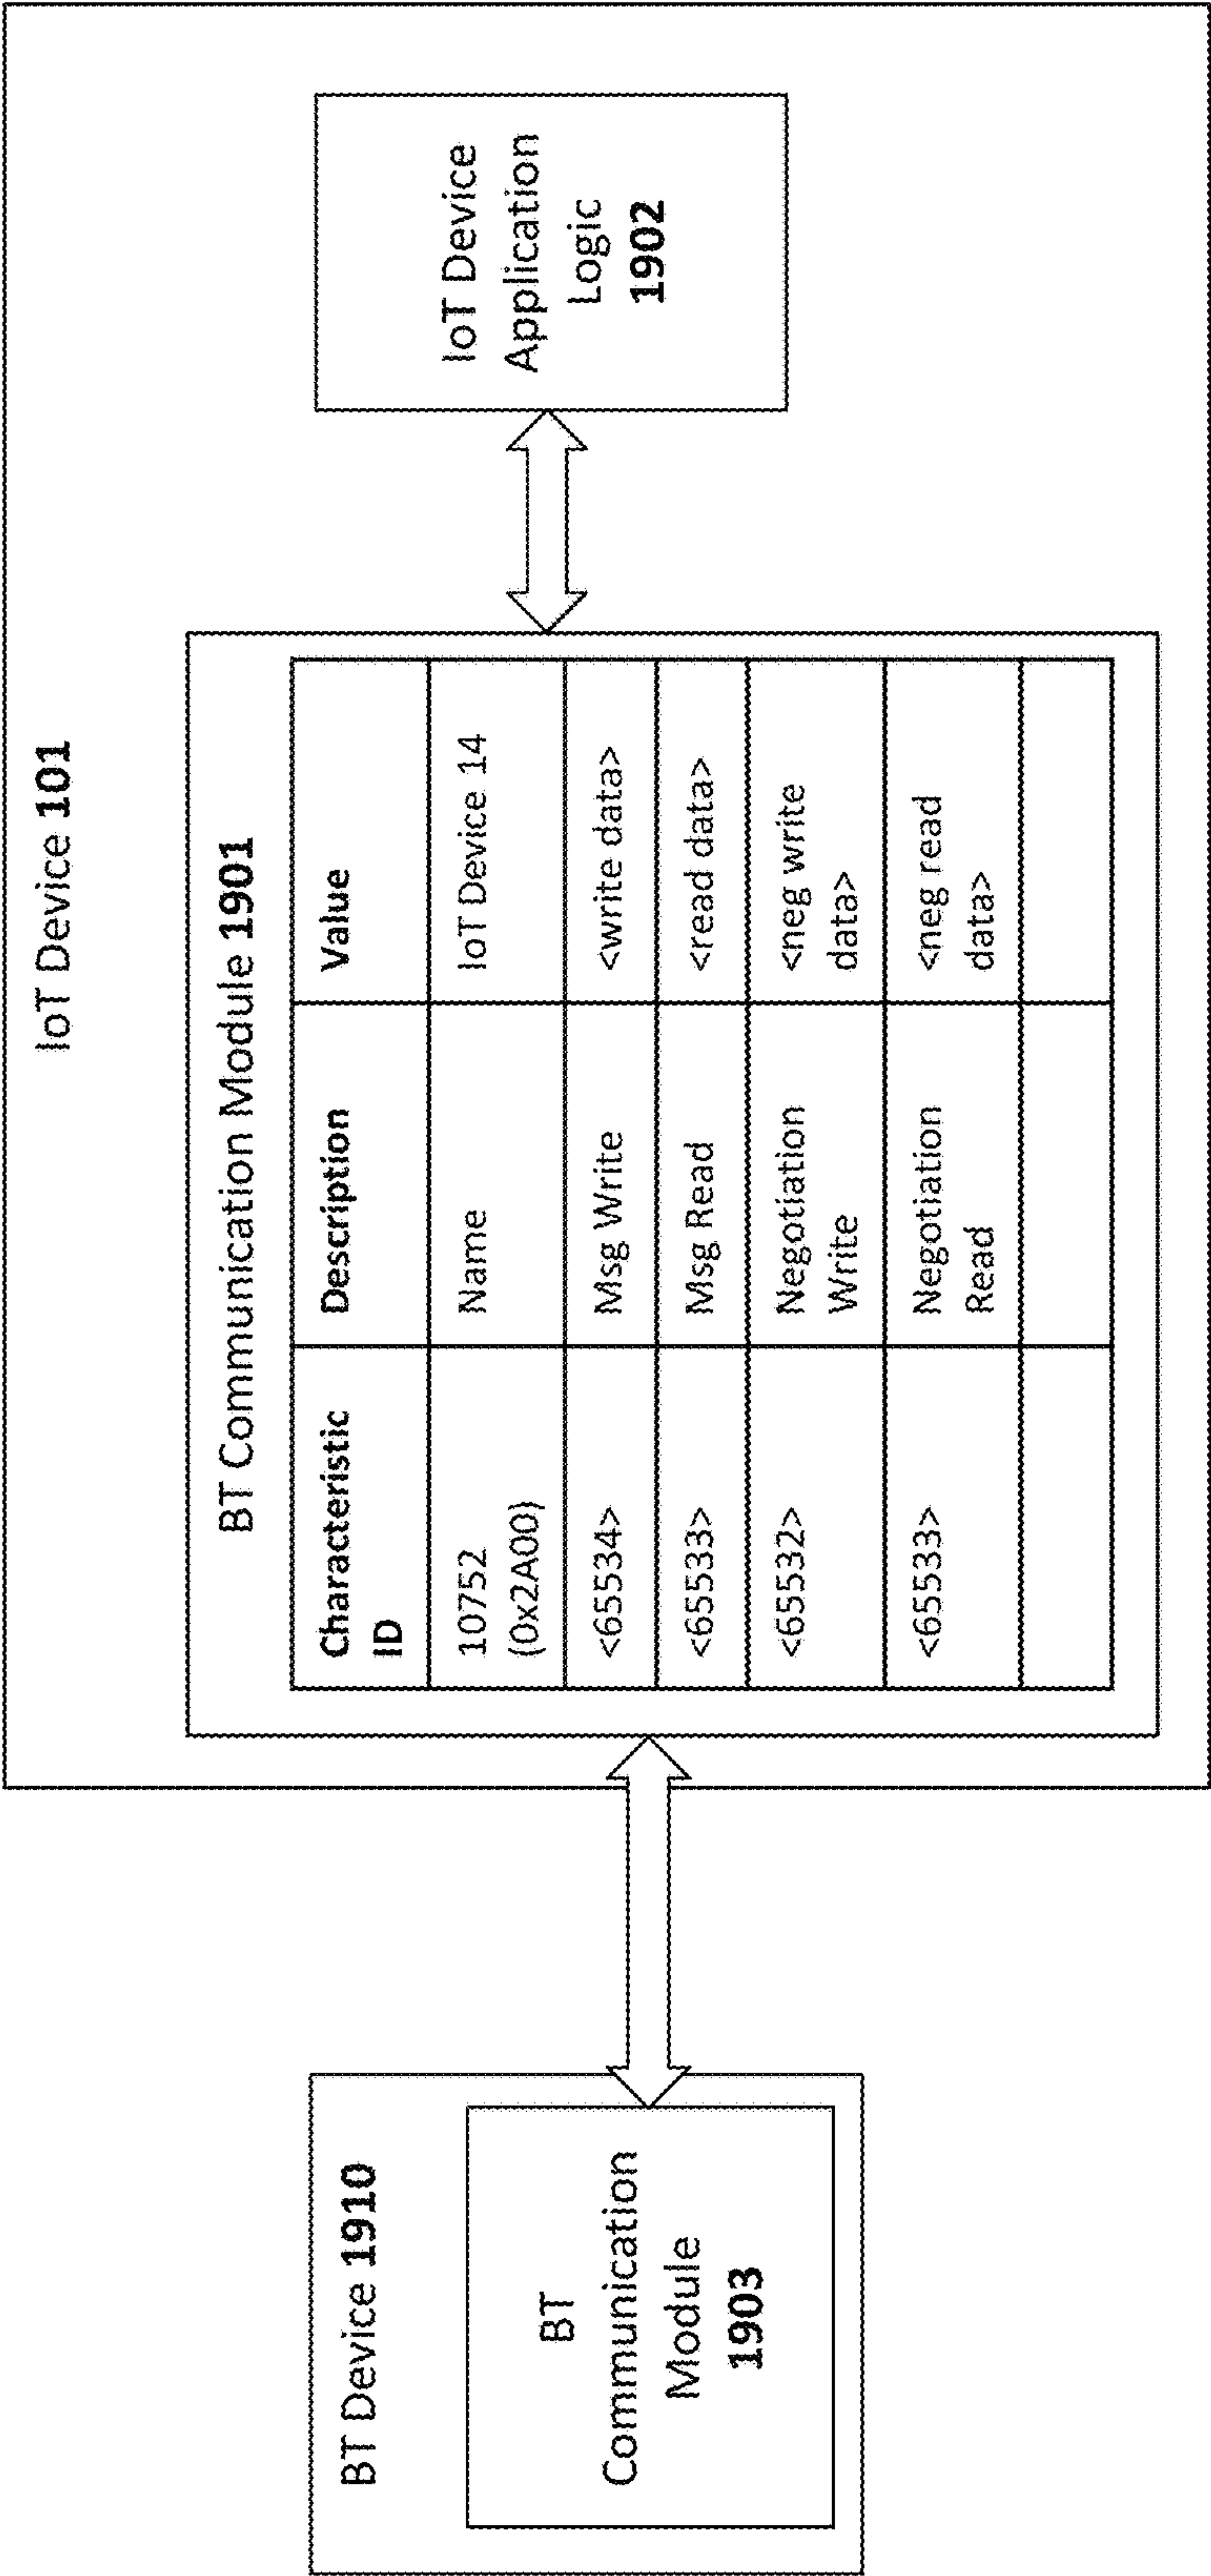 IoT Device 101
BT Communication Module 1901
Characteristic ID Description Value
10752 (0x2A00) Name IoT Device 14
<65534> Msg Write <write data>
<65533> Msg Read <read data>
<65532> Negotiation Write <neg write data>
<65533> Negotiation Read <neg read data>
IoT Device
Application
Logic
1902
BT Device 1910
BT
Communication
Module
1903